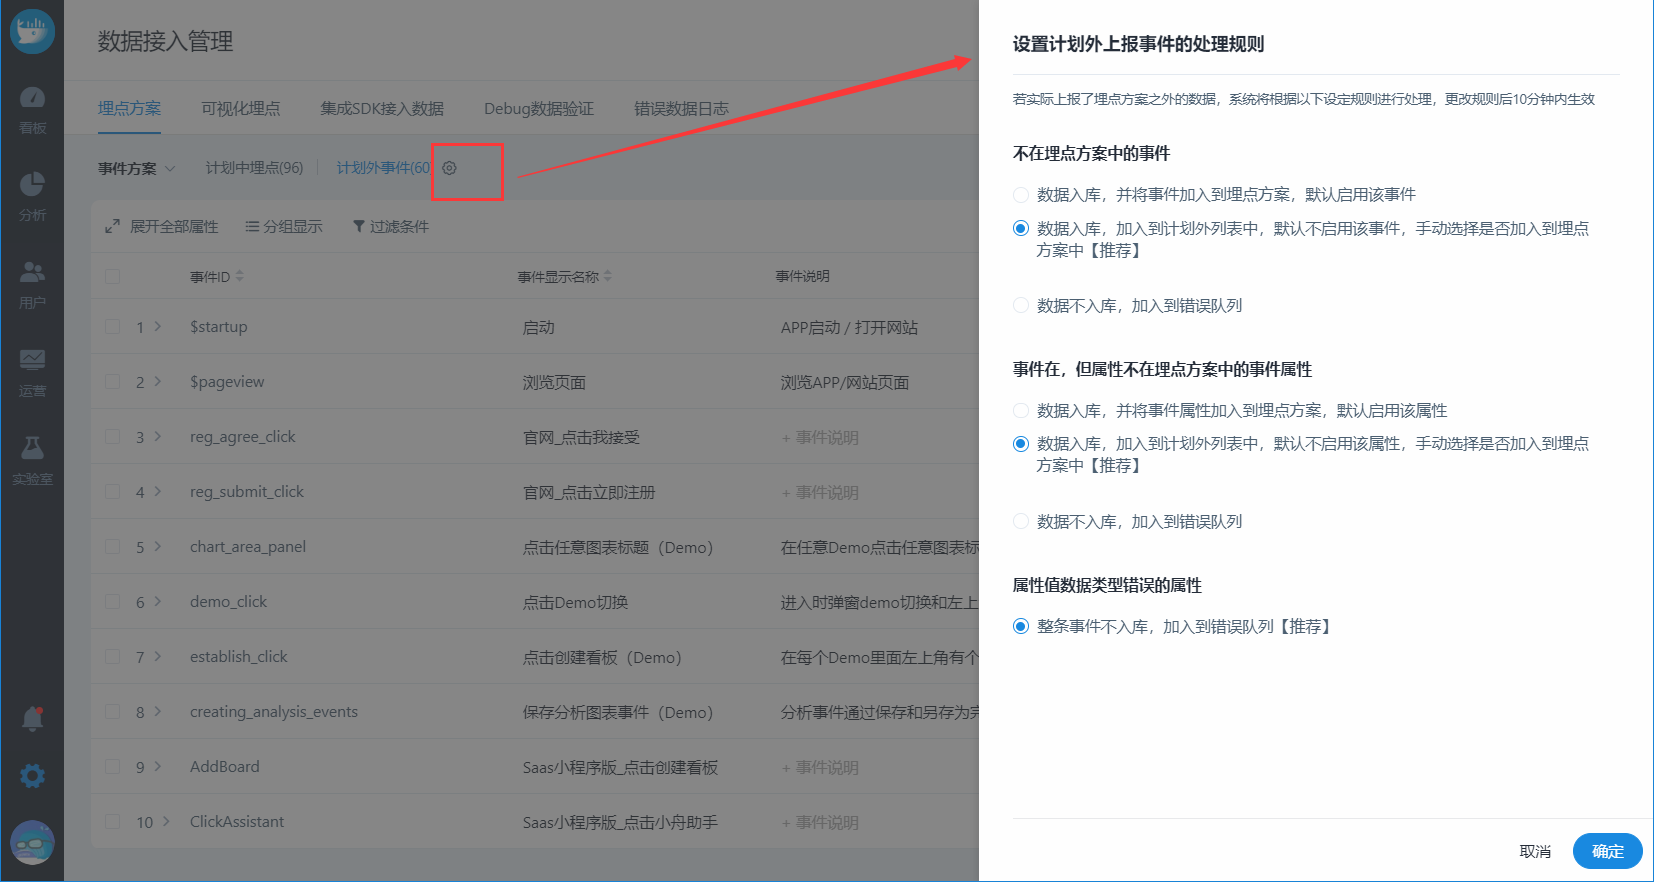 数据接入管理
埋点方案 可视化埋点 集成SDK接入数据 Debug数据验证 错误数据日志
事件方案 计划中埋点(96) 计划外事件(60)
展开全部属性 分组显示 过滤条件
事件ID 事件显示名称 事件说明
1 $startup 启动 APP启动 / 打开网站
2 $pageview 浏览页面 浏览APP/网站页面
3 reg_agree_click 官网_点击我接受 + 事件说明
4 reg_submit_click 官网_点击立即注册 + 事件说明
5 chart_area_panel 点击任意图表标题（Demo） 在任意Demo点击任意图表标
6 demo_click 点击Demo切换 进入时弹窗demo切换和左上
7 establish_click 点击创建看板（Demo） 在每个Demo里面左上角有个
8 creating_analysis_events 保存分析图表事件（Demo） 分析事件通过保存和另存为
9 AddBoard Saas小程序版_点击创建看板 + 事件说明
10 ClickAssistant Saas小程序版_点击小舟助手 + 事件说明
看板
分析
用户
运营
实验室
设置计划外上报事件的处理规则
若实际上报了埋点方案之外的数据，系统将根据以下设定规则进行处理，更改规则后10分钟内生效
不在埋点方案中的事件
数据入库，并将事件加入到埋点方案，默认启用该事件
数据入库，加入到计划外列表中，默认不启用该事件，手动选择是否加入到埋点
方案中【推荐】
数据不入库，加入到错误队列
事件在，但属性不在埋点方案中的事件属性
数据入库，并将事件属性加入到埋点方案，默认启用该属性
数据入库，加入到计划外列表中，默认不启用该属性，手动选择是否加入到埋点
方案中【推荐】
数据不入库，加入到错误队列
属性值数据类型错误的属性
整条事件不入库，加入到错误队列【推荐】
取消 确定